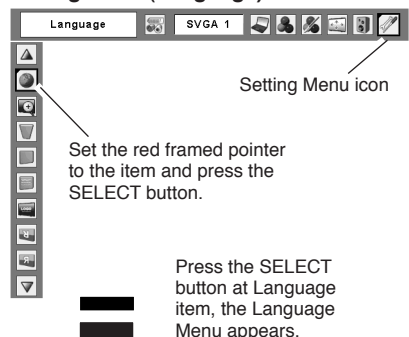 Language
SVGA 1
Setting Menu icon
Set the red framed pointer
to the item and press the
SELECT button.
Press the SELECT
button at Language
item, the Language
Menu appears.